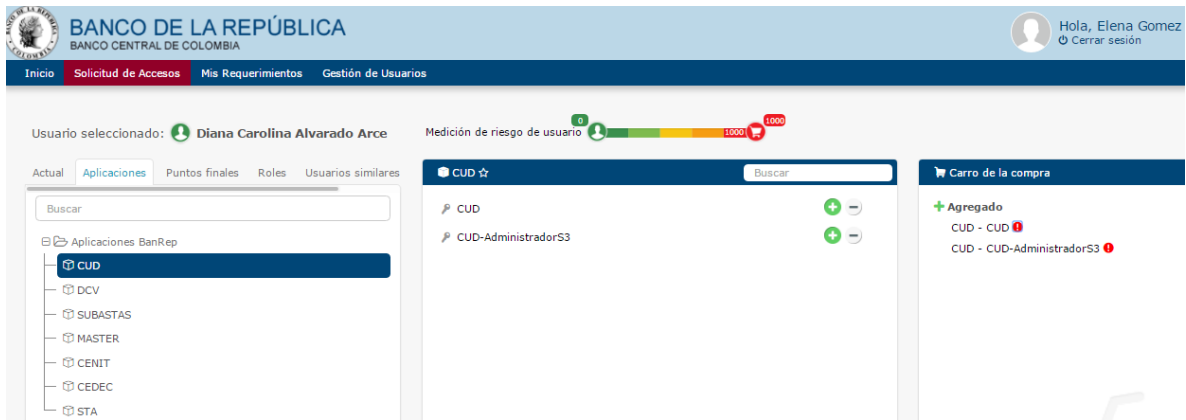 BANCO DE LA REPÚBLICA
BANCO CENTRAL DE COLOMBIA
Hola, Elena Gomez
Cerrar sesión
Inicio Solicitud de Accesos Mis Requerimientos Gestión de Usuarios
Usuario seleccionado: Diana Carolina Alvarado Arce
Medición de riesgo de usuario 0 1000 1000
Actual Aplicaciones Puntos finales Roles Usuarios similares
Buscar
Aplicaciones BanRep
CUD
DCV
SUBASTAS
MASTER
CENIT
CEDEC
STA
CUD Buscar
CUD
CUD-AdministradorS3
Carro de la compra
Agregado
CUD - CUD
CUD - CUD-AdministradorS3